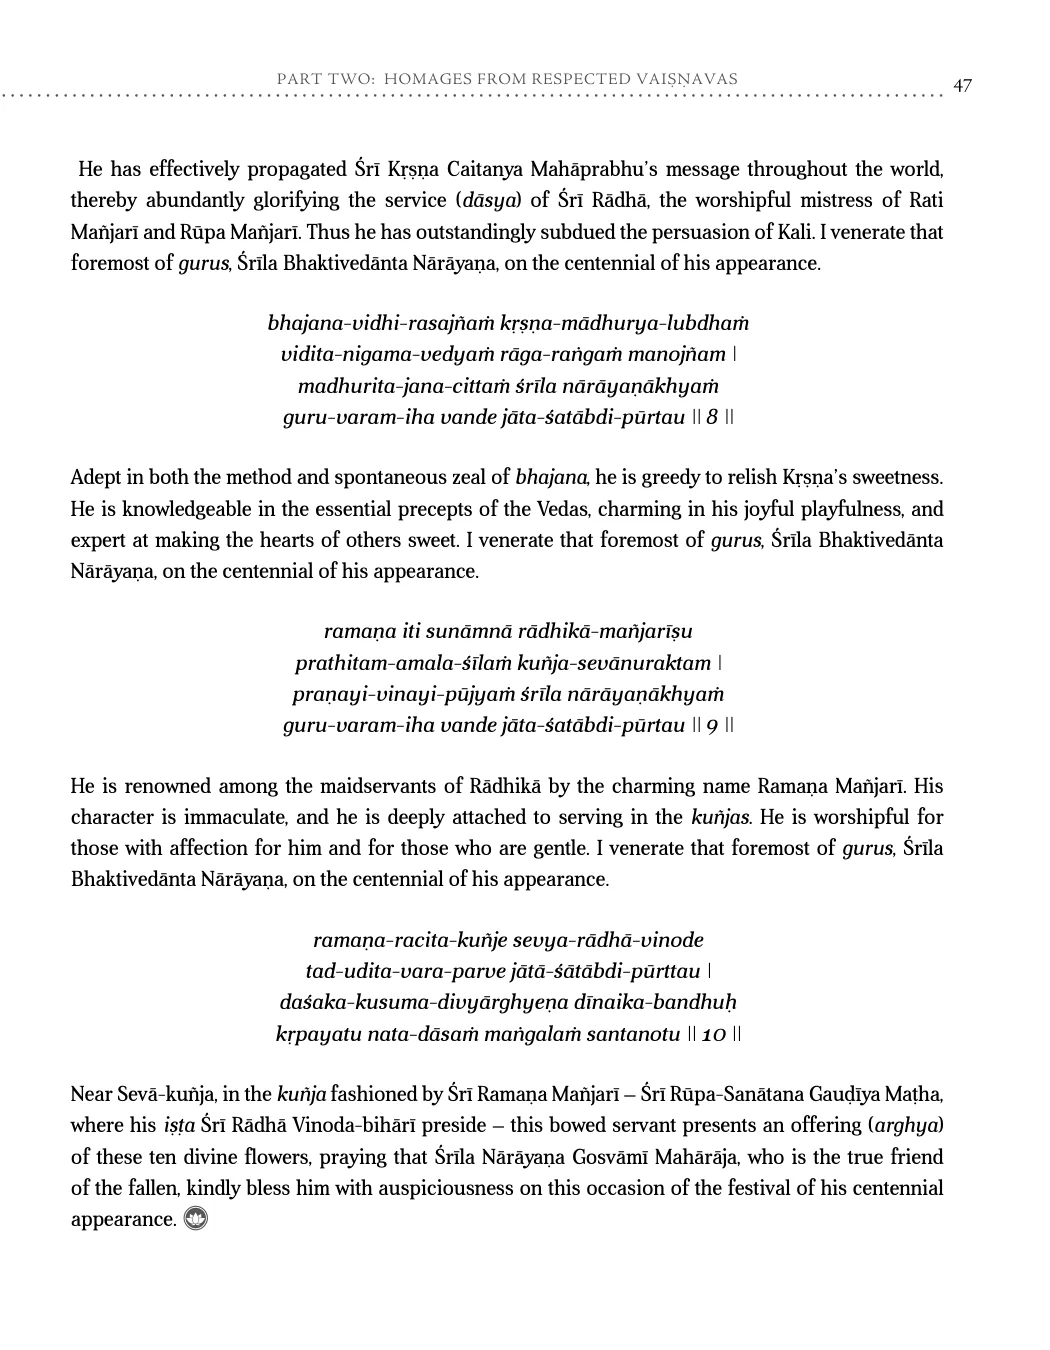 PART TWO: HOMAGES FROM RESPECTED VAIṢṆAVAS
47
He has effectively propagated Śrī Kṛṣṇa Caitanya Mahāprabhu’s message throughout the world,
thereby abundantly glorifying the service (dāsya) of Śrī Rādhā, the worshipful mistress of Rati
Mañjarī and Rūpa Mañjarī. Thus he has outstandingly subdued the persuasion of Kali. I venerate that
foremost of gurus, Śrīla Bhaktivedānta Nārāyaṇa, on the centennial of his appearance.
bhajana-vidhi-rasajñaṁ kṛṣṇa-mādhurya-lubdhaṁ
vidita-nigama-vedyaṁ rāga-raṅgaṁ manojñam |
madhurita-jana-cittaṁ śrīla nārāyaṇākhyaṁ
guru-varam-iha vande jāta-śatābdi-pūrtau || 8 ||
Adept in both the method and spontaneous zeal of bhajana, he is greedy to relish Kṛṣṇa’s sweetness.
He is knowledgeable in the essential precepts of the Vedas, charming in his joyful playfulness, and
expert at making the hearts of others sweet. I venerate that foremost of gurus, Śrīla Bhaktivedānta
Nārāyaṇa, on the centennial of his appearance.
ramaṇa iti sunāmnā rādhikā-mañjarīṣu
prathitam-amala-śīlaṁ kuñja-sevānuraktam |
praṇayi-vinayi-pūjyaṁ śrīla nārāyaṇākhyaṁ
guru-varam-iha vande jāta-śatābdi-pūrtau || 9 ||
He is renowned among the maidservants of Rādhikā by the charming name Ramaṇa Mañjarī. His
character is immaculate, and he is deeply attached to serving in the kuñjas. He is worshipful for
those with affection for him and for those who are gentle. I venerate that foremost of gurus, Śrīla
Bhaktivedānta Nārāyaṇa, on the centennial of his appearance.
ramaṇa-racita-kuñje sevya-rādhā-vinode
tad-udita-vara-parve jātā-śātābdi-pūrttau |
daśaka-kusuma-divyārghyeṇa dīnaika-bandhuḥ
kṛpayatu nata-dāsaṁ maṅgalaṁ santanotu || 10 ||
Near Sevā-kuñja, in the kuñja fashioned by Śrī Ramaṇa Mañjarī – Śrī Rūpa-Sanātana Gauḍīya Maṭha,
where his iṣṭa Śrī Rādhā Vinoda-bihārī preside – this bowed servant presents an offering (arghya)
of these ten divine flowers, praying that Śrīla Nārāyaṇa Gosvāmī Mahārāja, who is the true friend
of the fallen, kindly bless him with auspiciousness on this occasion of the festival of his centennial
appearance.